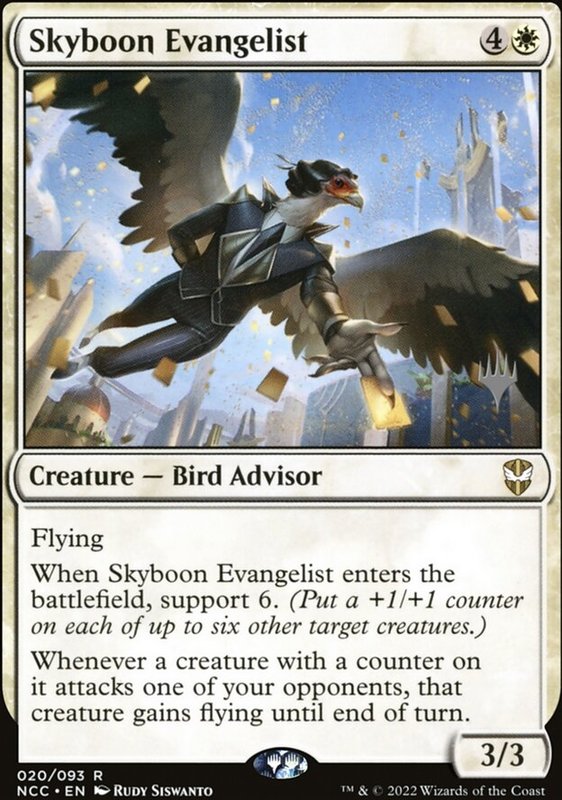 Skyboon Evangelist 4
Creature — Bird Advisor
Flying
When Skyboon Evangelist enters the
battlefield, support 6. (Put a +1/+1 counter
on each of up to six other target creatures.)
Whenever a creature with a counter on
it attacks one of your opponents, that
creature gains flying until end of turn.
3/3
020/093 R
NCC • EN Rudy Siswanto ™ & © 2022 Wizards of the Coast